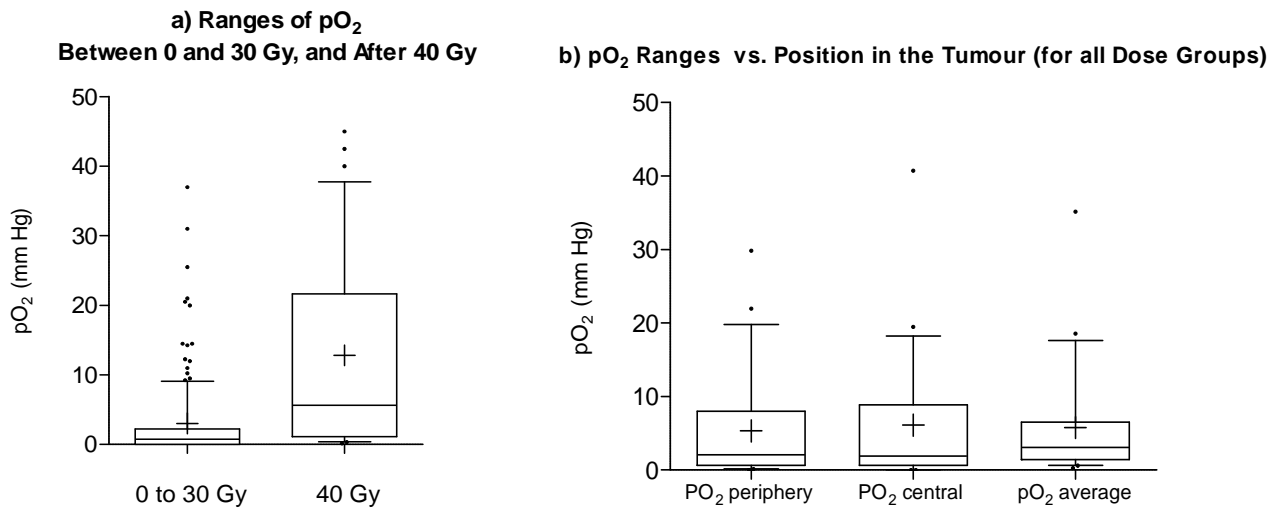 a) Ranges of pO₂
Between 0 and 30 Gy, and After 40 Gy
50
40
30
20
10
0
pO₂ (mm Hg)
0 to 30 Gy
40 Gy
b) pO₂ Ranges vs. Position in the Tumour (for all Dose Groups)
50
40
30
20
10
0
pO₂ (mm Hg)
PO₂ periphery
PO₂ central
pO₂ average